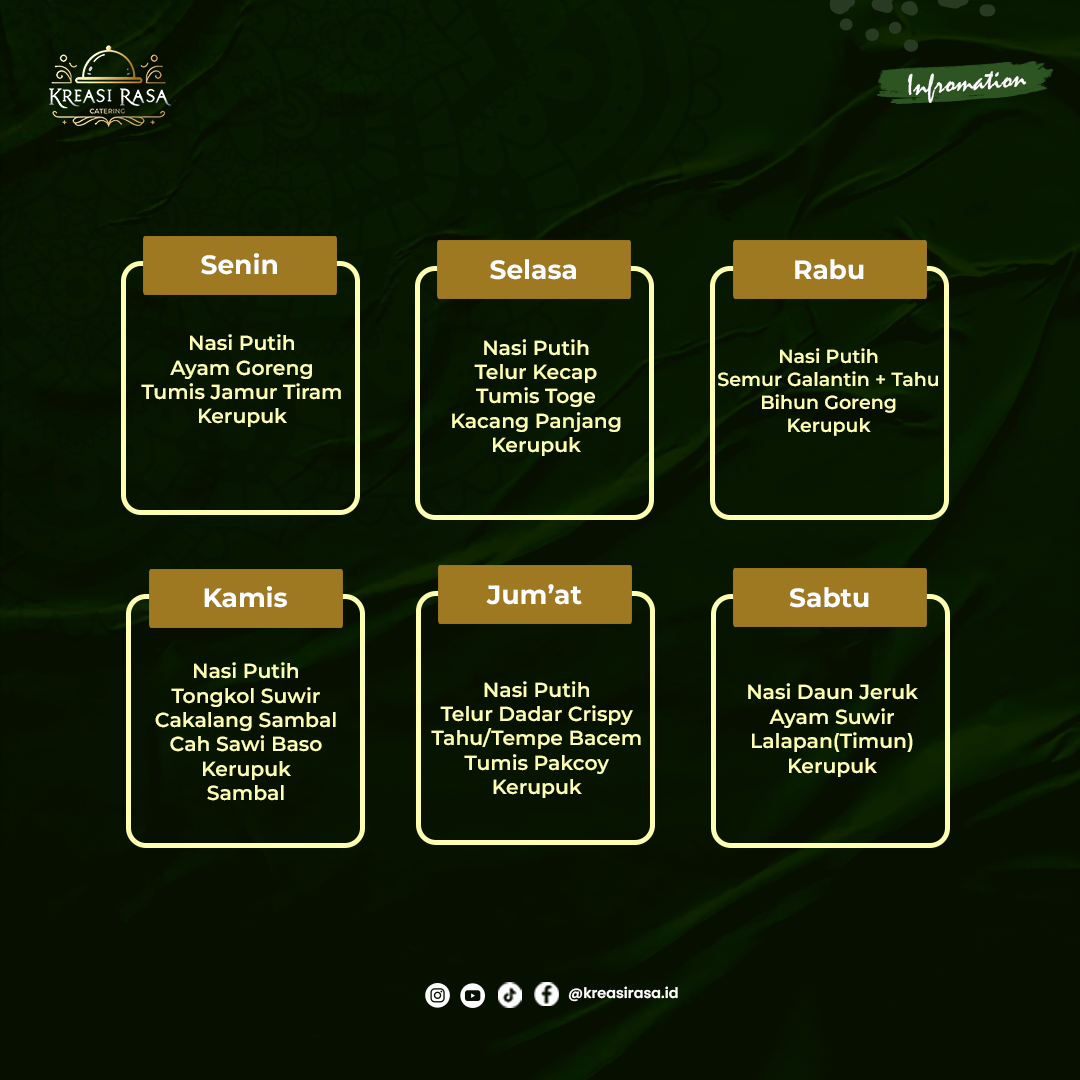 KREASI RASA
CATERING
Infromation
Senin
Nasi Putih
Ayam Goreng
Tumis Jamur Tiram
Kerupuk
Selasa
Nasi Putih
Telur Kecap
Tumis Toge
Kacang Panjang
Kerupuk
Rabu
Nasi Putih
Semur Galantin + Tahu
Bihun Goreng
Kerupuk
Kamis
Nasi Putih
Tongkol Suwir
Cakalang Sambal
Cah Sawi Baso
Kerupuk
Sambal
Jum’at
Nasi Putih
Telur Dadar Crispy
Tahu/Tempe Bacem
Tumis Pakcoy
Kerupuk
Sabtu
Nasi Daun Jeruk
Ayam Suwir
Lalapan(Timun)
Kerupuk
@kreasirasa.id